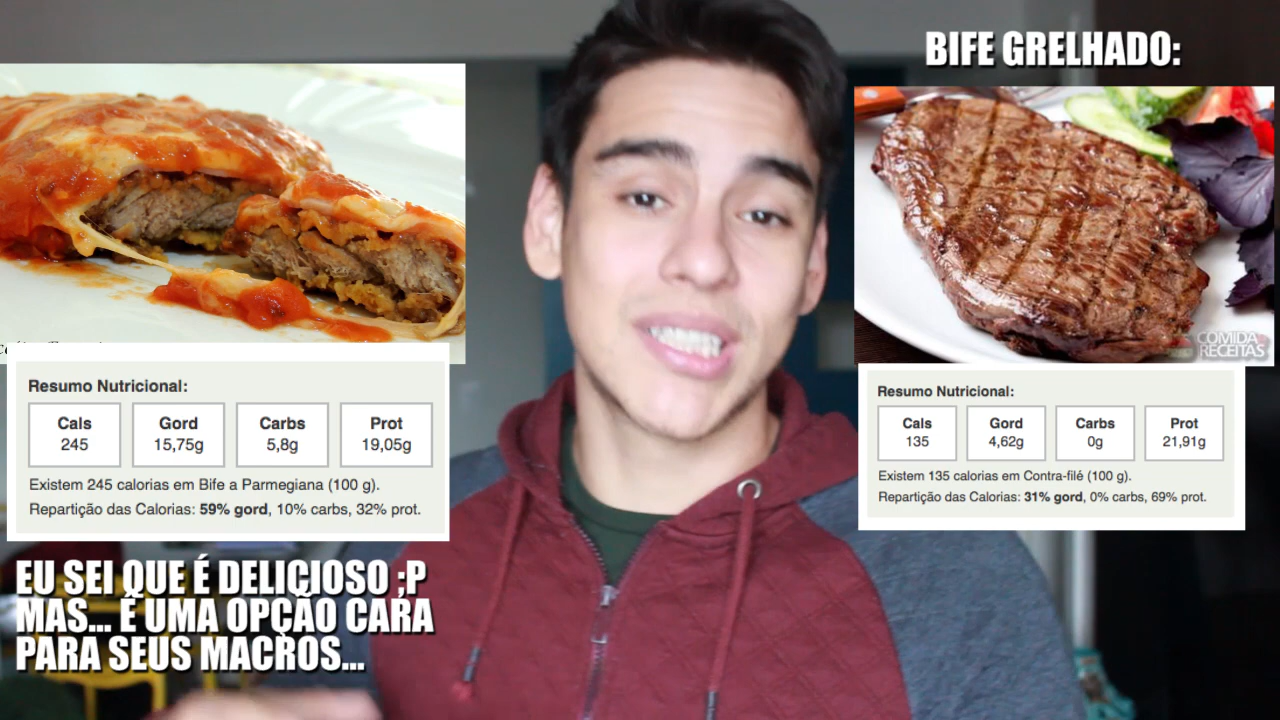 BIFE GRELHADO:
COMIDA
RECEITAS
Resumo Nutricional:
Cals
245
Gord
15,75g
Carbs
5,8g
Prot
19,05g
Existem 245 calorias em Bife a Parmegiana (100 g).
Repartição das Calorias: 59% gord, 10% carbs, 32% prot.
EU SEI QUE É DELICIOSO ;P
MAS... É UMA OPÇÃO CARA
PARA SEUS MACROS...
Resumo Nutricional:
Cals
135
Gord
4,62g
Carbs
0g
Prot
21,91g
Existem 135 calorias em Contra-filé (100 g).
Repartição das Calorias: 31% gord, 0% carbs, 69% prot.